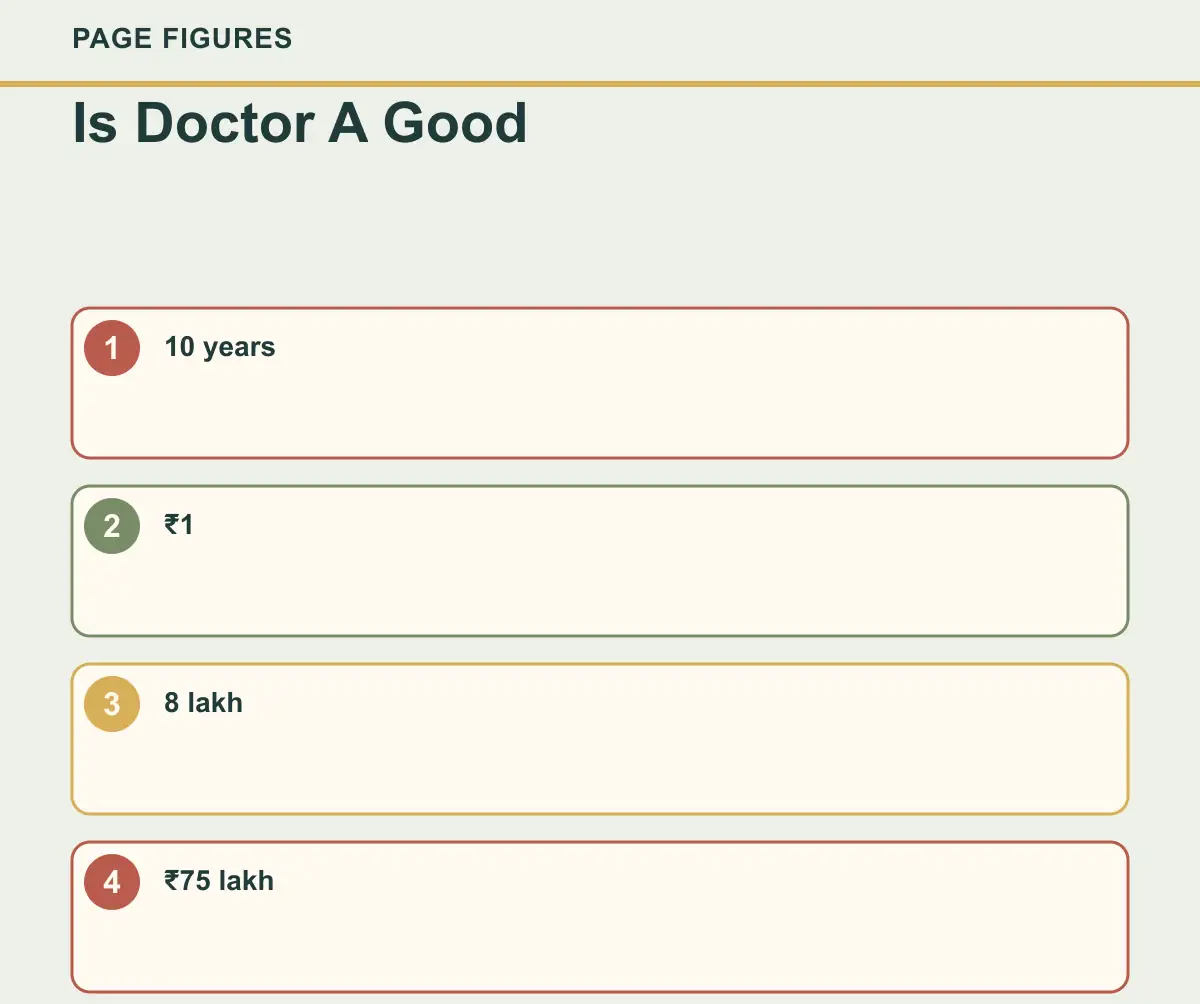 PAGE FIGURES
Is Doctor A Good
1 10 years
2 ₹1
3 8 lakh
4 ₹75 lakh